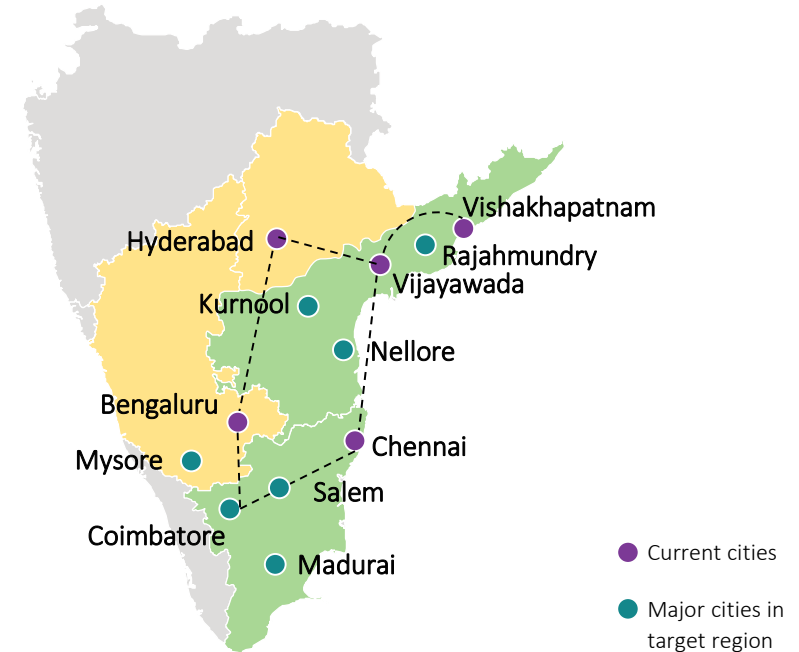 Vishakhapatnam
Hyderabad
Rajahmundry
Vijayawada
Kurnool
Nellore
Bengaluru
Chennai
Mysore
Salem
Coimbatore
Madurai
Current cities
Major cities in
target region